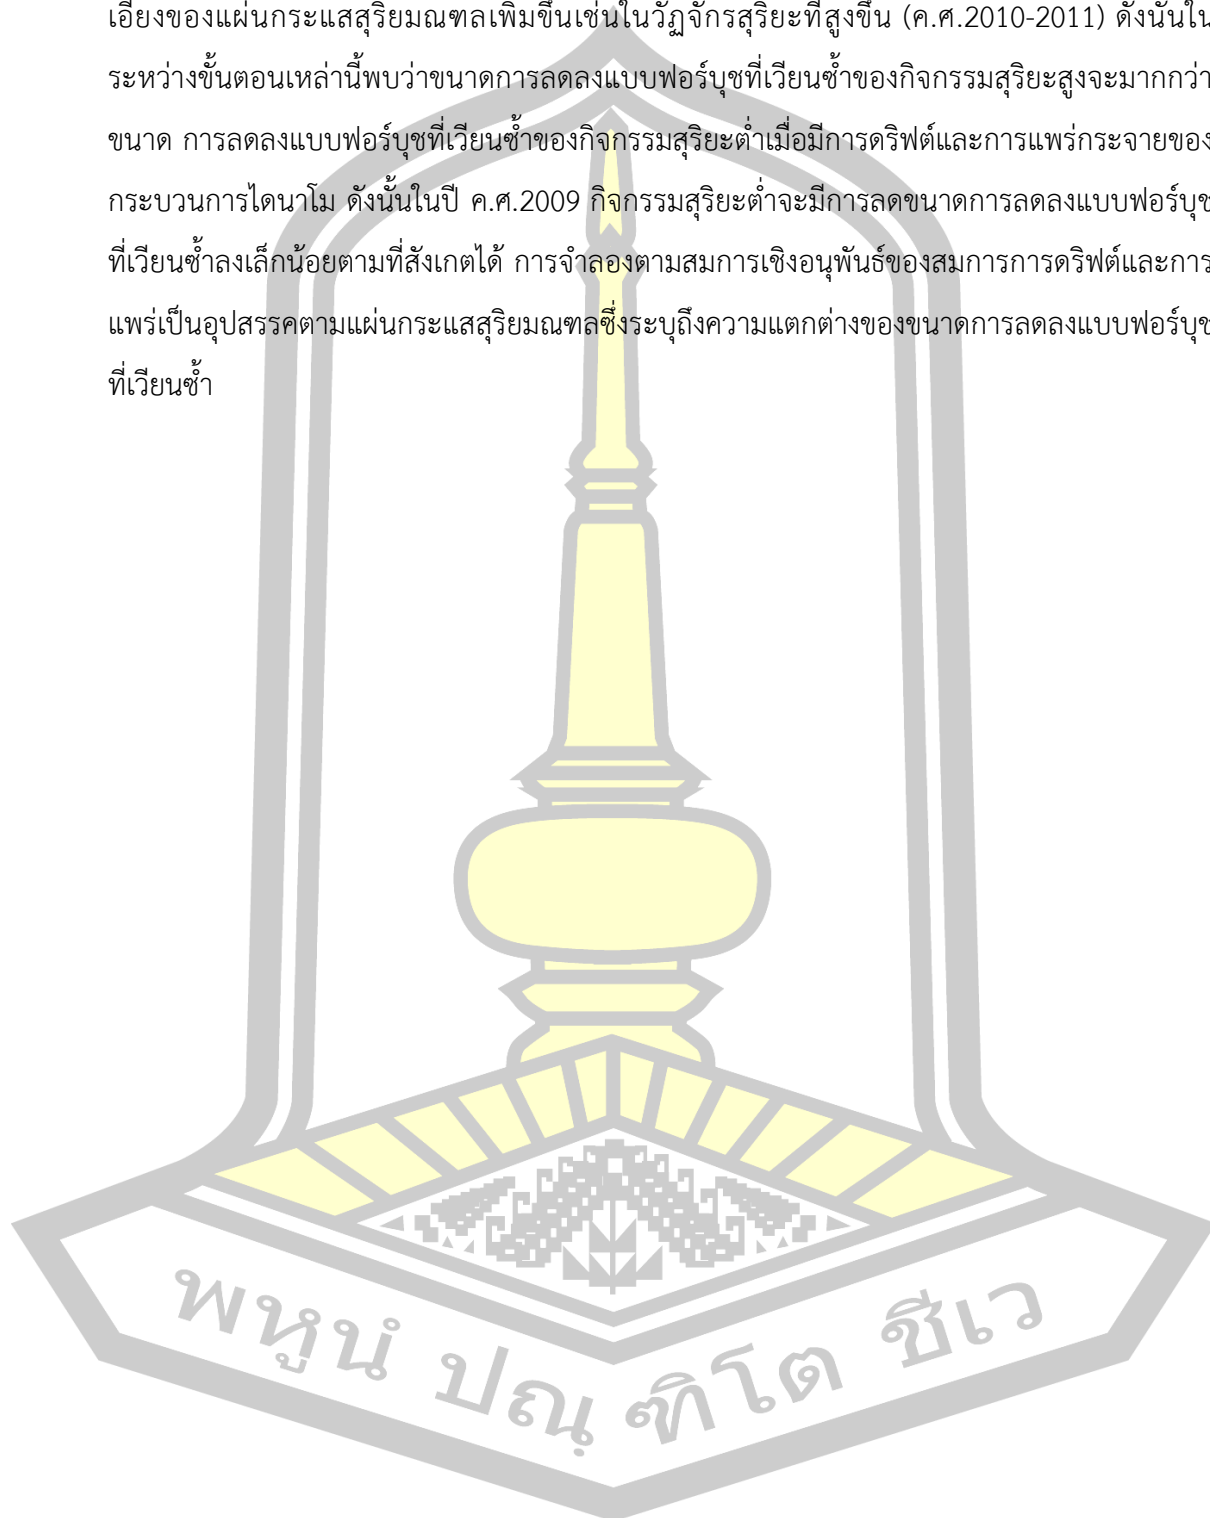 เอียงของแผ่นกระแสสุริยมณฑลเพิ่มขึ้นเช่นในวัฏจักรสุริยะที่สูงขึ้น (ค.ศ.2010-2011) ดังนั้นใน
ระหว่างขั้นตอนเหล่านี้พบว่าขนาดการลดลงแบบฟอร์บุชที่เวียนซ้ำของกิจกรรมสุริยะสูงจะมากกว่า
ขนาด การลดลงแบบฟอร์บุชที่เวียนซ้ำของกิจกรรมสุริยะต่ำเมื่อมีการดริฟต์และการแพร่กระจายของ
กระบวนการไดนาโม ดังนั้นในปี ค.ศ.2009 กิจกรรมสุริยะต่ำจะมีการลดขนาดการลดลงแบบฟอร์บุช
ที่เวียนซ้ำลงเล็กน้อยตามที่สังเกตได้ การจำลองตามสมการเชิงอนุพันธ์ของสมการการดริฟต์และการ
แพร่เป็นอุปสรรคตามแผ่นกระแสสุริยมณฑลซึ่งระบุถึงความแตกต่างของขนาดการลดลงแบบฟอร์บุช
ที่เวียนซ้ำ
พหูนํ ปณฺฑิโต ชีเว